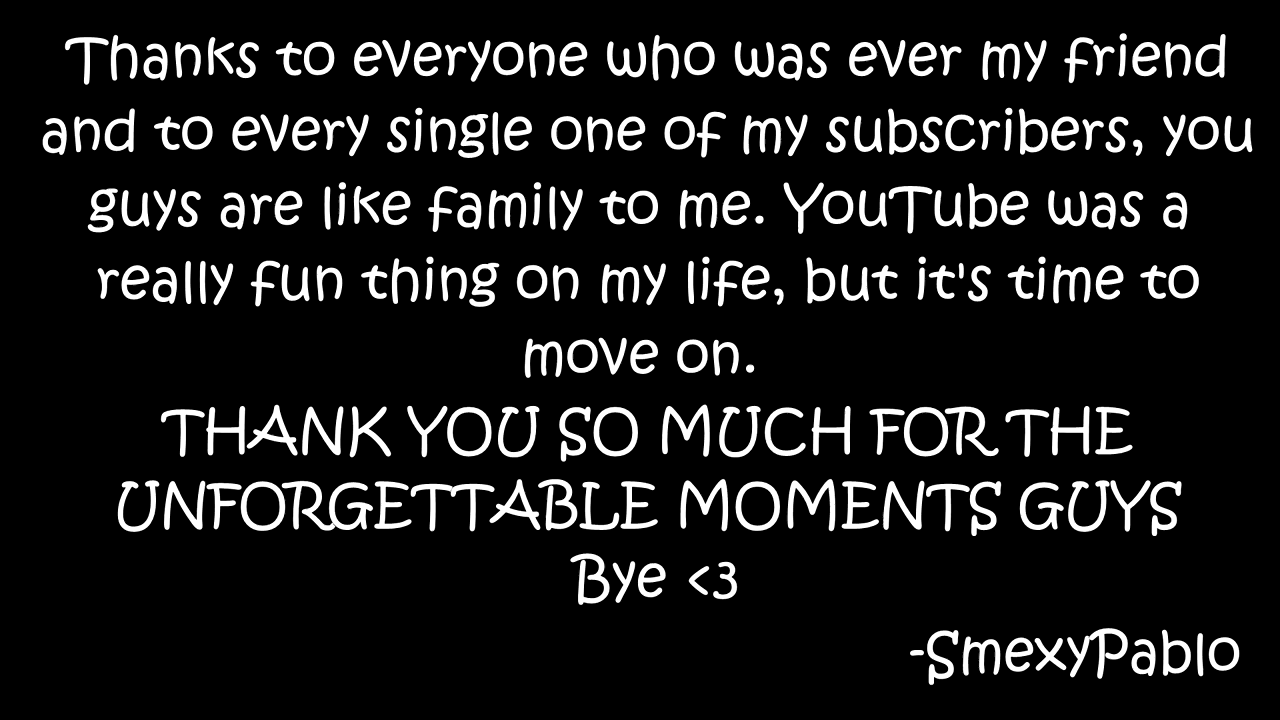 Thanks to everyone who was ever my friend
and to every single one of my subscribers, you
guys are like family to me. YouTube was a
really fun thing on my life, but it's time to
move on.
THANK YOU SO MUCH FOR THE
UNFORGETTABLE MOMENTS GUYS
Bye <3
-SmexyPablo